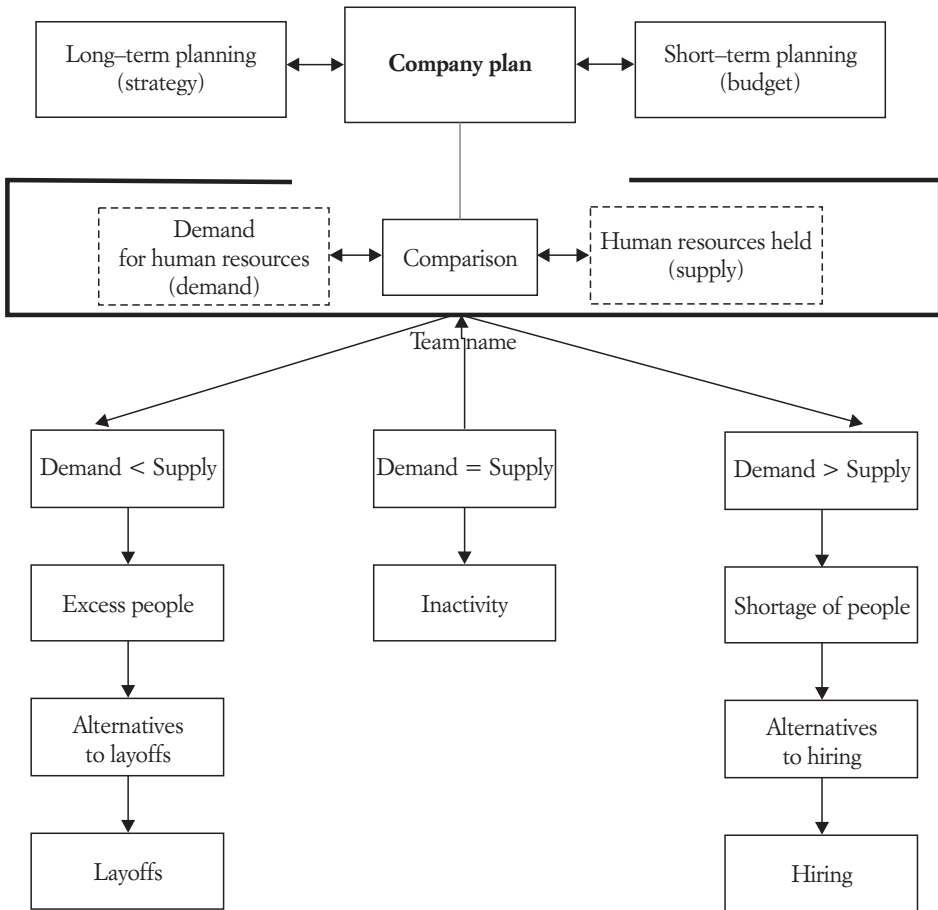 Long–term planning
(strategy)
Company plan
Short–term planning
(budget)
Demand
for human resources
(demand)
Comparison
Human resources held
(supply)
Team name
Demand < Supply
Demand = Supply
Demand > Supply
Excess people
Inactivity
Shortage of people
Alternatives
to layoffs
Alternatives
to hiring
Layoffs
Hiring